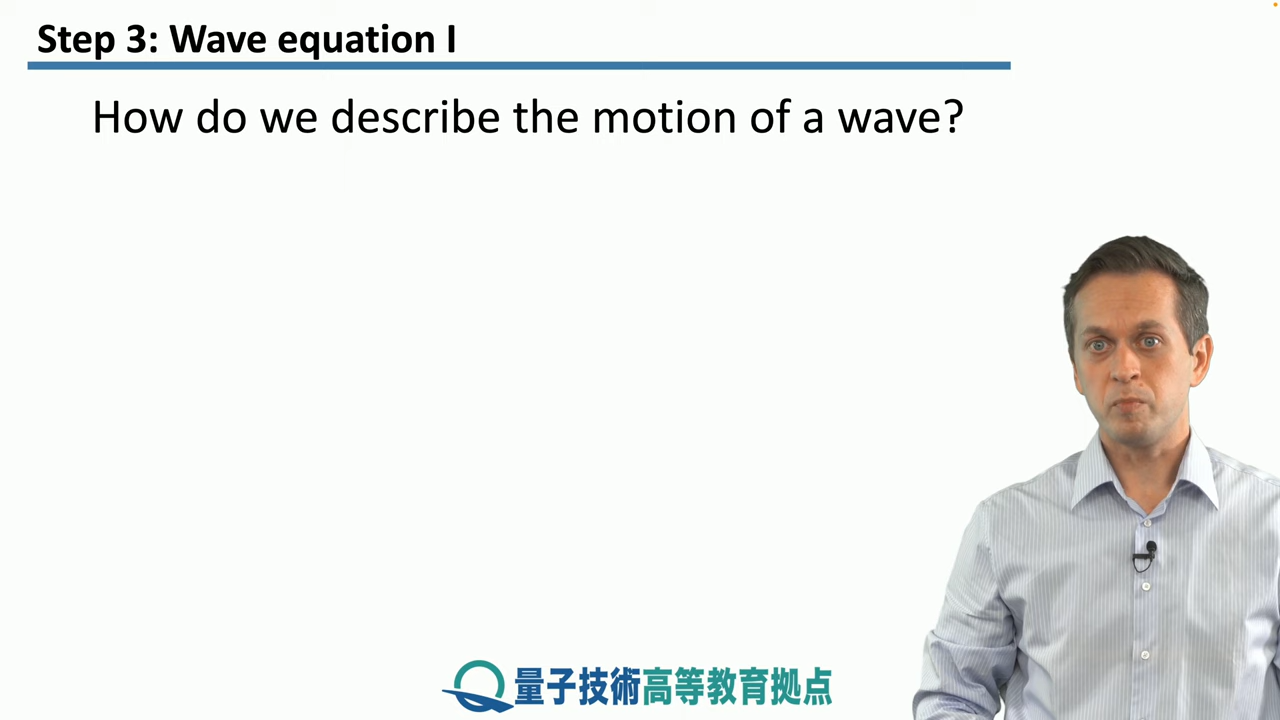 Step 3: Wave equation I
How do we describe the motion of a wave?
量子技術高等教育拠点